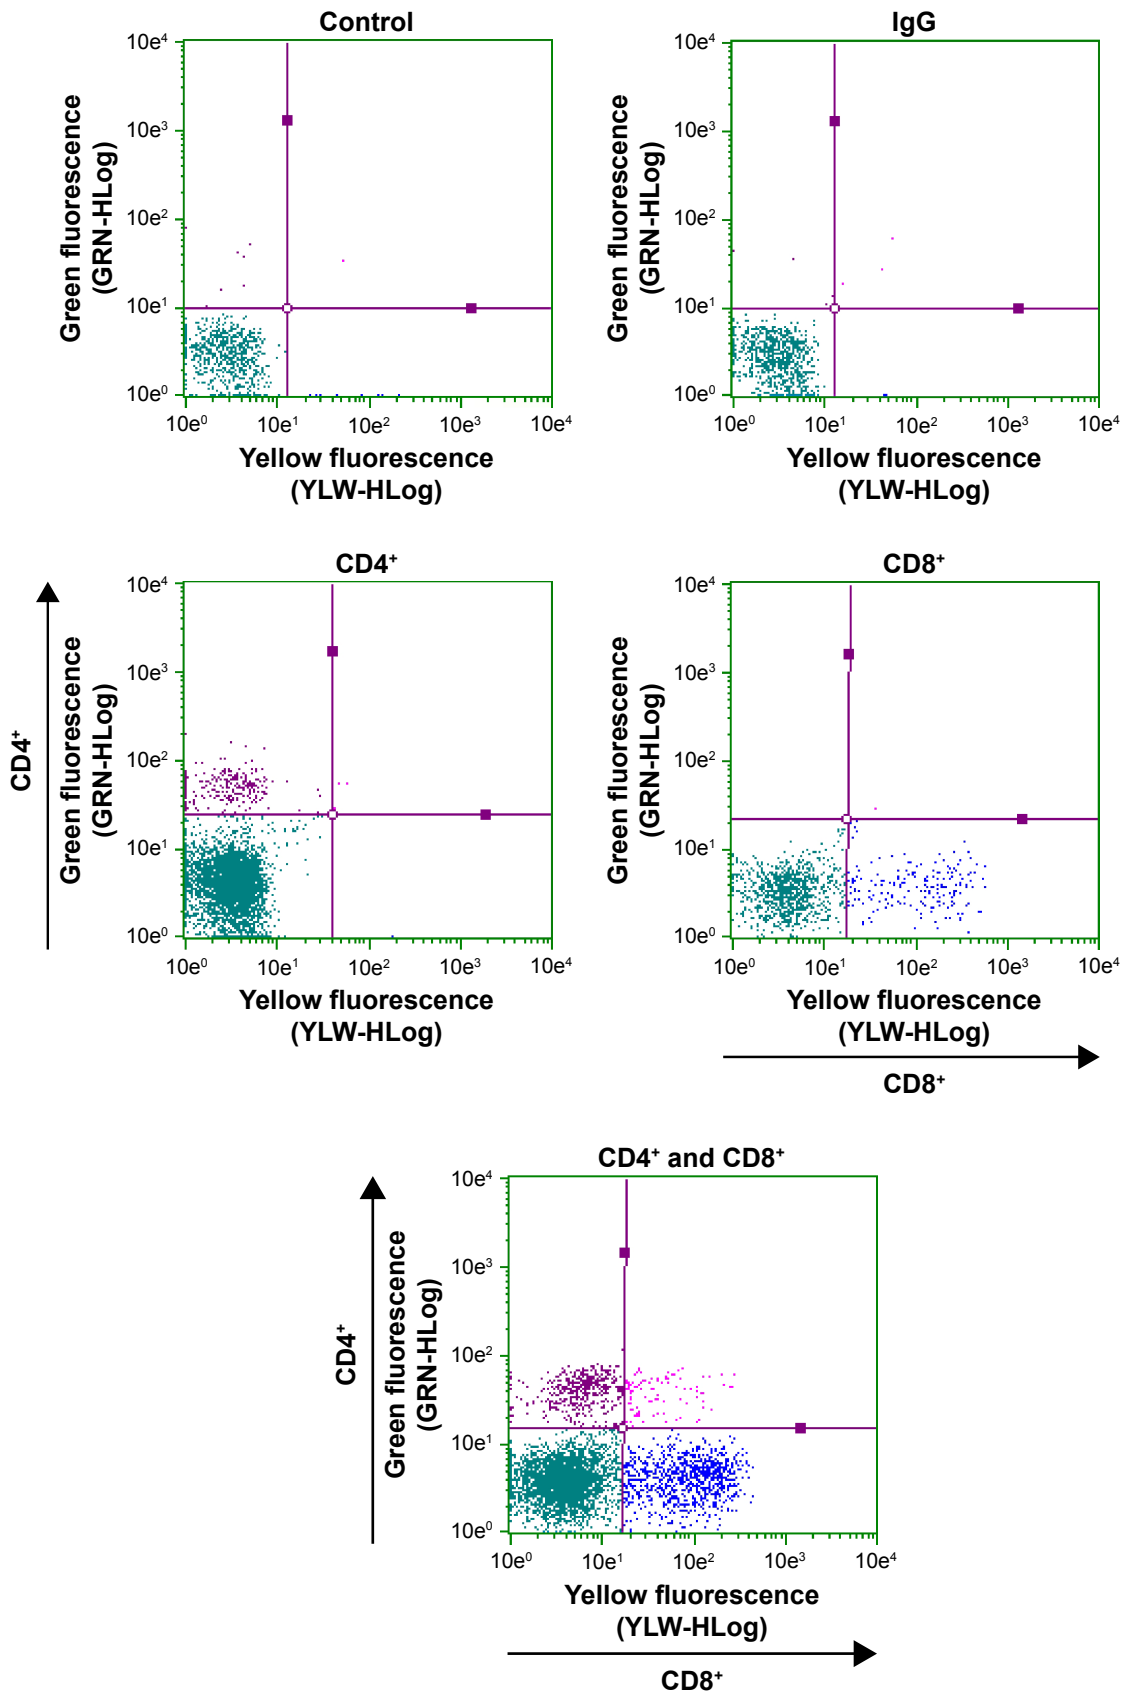 Control
10e⁴
10e³
10e²
10e¹
10e⁰
Green fluorescence
(GRN-HLog)
10e⁰ 10e¹ 10e² 10e³ 10e⁴
Yellow fluorescence
(YLW-HLog)
IgG
10e⁴
10e³
10e²
10e¹
10e⁰
Green fluorescence
(GRN-HLog)
10e⁰ 10e¹ 10e² 10e³ 10e⁴
Yellow fluorescence
(YLW-HLog)
CD4⁺
CD4⁺
10e⁴
10e³
10e²
10e¹
10e⁰
Green fluorescence
(GRN-HLog)
10e⁰ 10e¹ 10e² 10e³ 10e⁴
Yellow fluorescence
(YLW-HLog)
CD8⁺
10e⁴
10e³
10e²
10e¹
10e⁰
Green fluorescence
(GRN-HLog)
10e⁰ 10e¹ 10e² 10e³ 10e⁴
Yellow fluorescence
(YLW-HLog)
CD8⁺
CD4⁺ and CD8⁺
CD4⁺
10e⁴
10e³
10e²
10e¹
10e⁰
Green fluorescence
(GRN-HLog)
10e⁰ 10e¹ 10e² 10e³ 10e⁴
Yellow fluorescence
(YLW-HLog)
CD8⁺